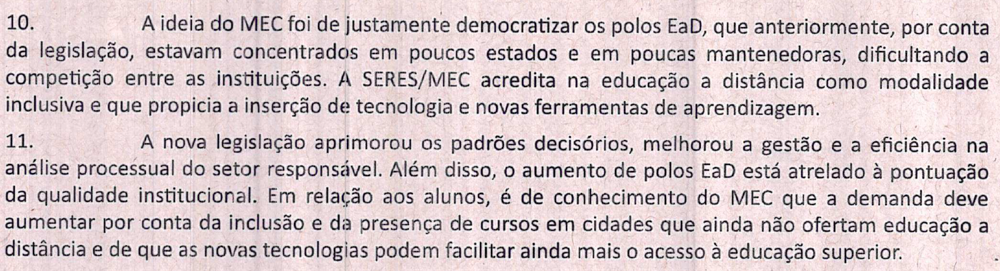 10. A ideia do MEC foi de justamente democratizar os polos EaD, que anteriormente, por conta
da legislação, estavam concentrados em poucos estados e em poucas mantenedoras, dificultando a
competição entre as instituições. A SERES/MEC acredita na educação a distância como modalidade
inclusiva e que propicia a inserção de tecnologia e novas ferramentas de aprendizagem.
11. A nova legislação aprimorou os padrões decisórios, melhorou a gestão e a eficiência na
análise processual do setor responsável. Além disso, o aumento de polos EaD está atrelado à pontuação
da qualidade institucional. Em relação aos alunos, é de conhecimento do MEC que a demanda deve
aumentar por conta da inclusão e da presença de cursos em cidades que ainda não ofertam educação a
distância e de que as novas tecnologias podem facilitar ainda mais o acesso à educação superior.